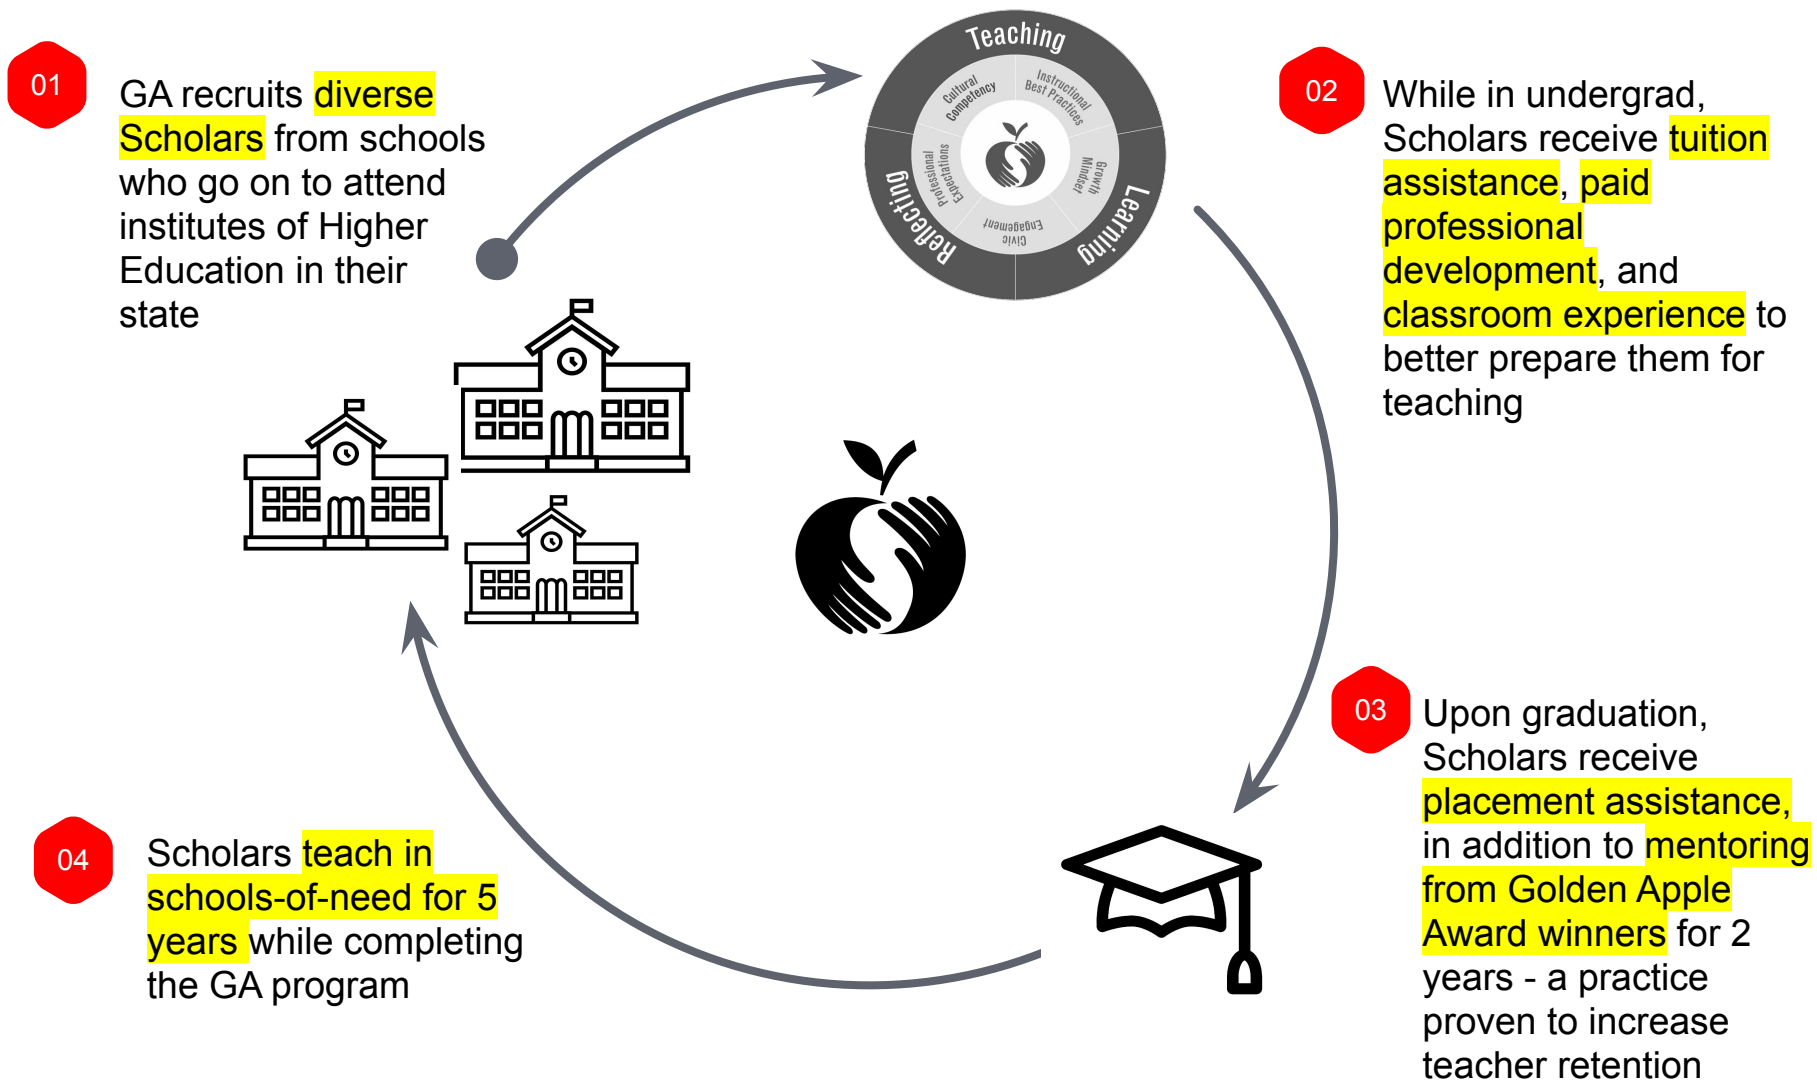 01
GA recruits diverse
Scholars from schools
who go on to attend
institutes of Higher
Education in their
state
Teaching
Learning
Reflecting
Cultural
Competency
Instructional
Best Practices
Growth
Mindset
Civic
Engagement
Professional
Expectations
02
While in undergrad,
Scholars receive tuition
assistance, paid
professional
development, and
classroom experience to
better prepare them for
teaching
03
Upon graduation,
Scholars receive
placement assistance,
in addition to mentoring
from Golden Apple
Award winners for 2
years - a practice
proven to increase
teacher retention
04
Scholars teach in
schools-of-need for 5
years while completing
the GA program